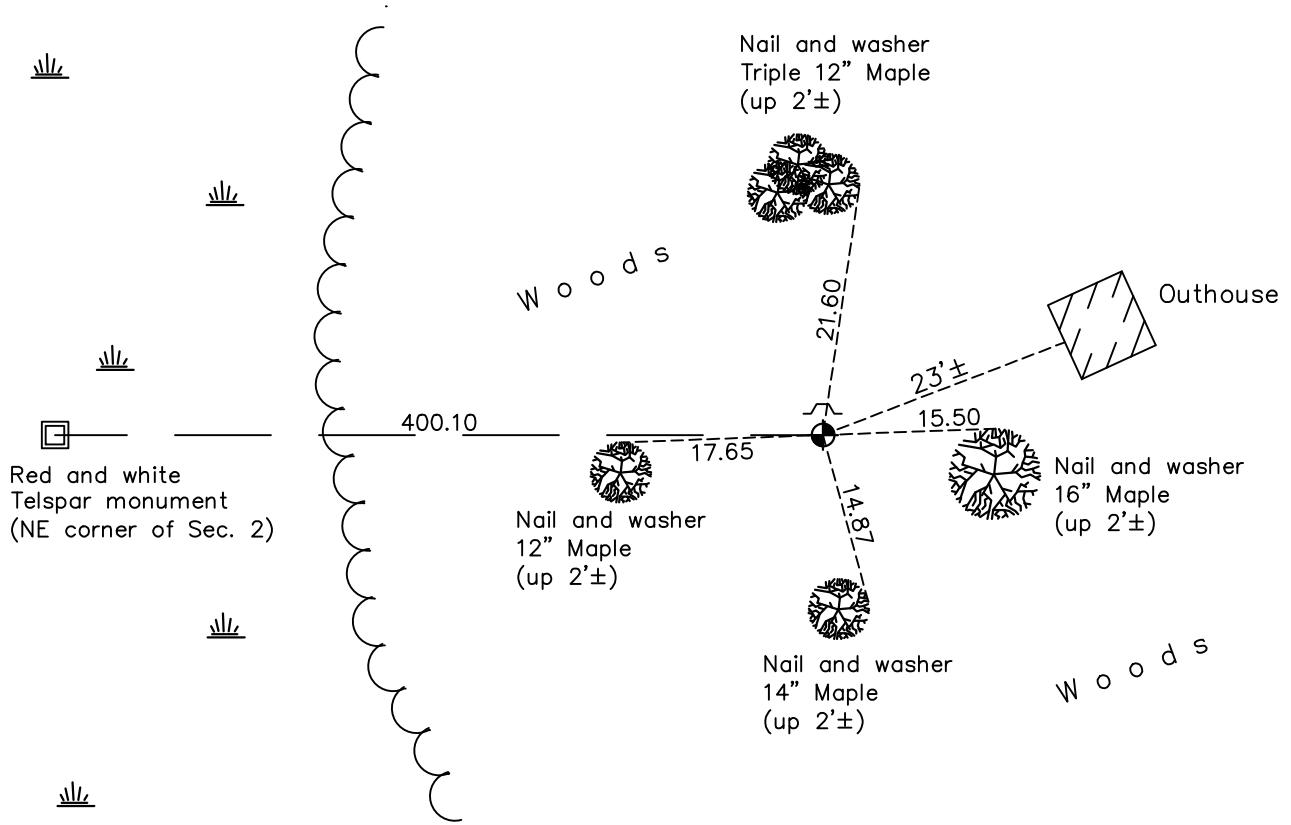 Nail and washer
Triple 12” Maple
(up 2'±)
Woods
21.60
Outhouse
23'±
400.10
15.50
17.65
Red and white
Telspar monument
(NE corner of Sec. 2)
Nail and washer
16” Maple
(up 2'±)
14.87
Nail and washer
12” Maple
(up 2'±)
Nail and washer
14” Maple
(up 2'±)
Woods